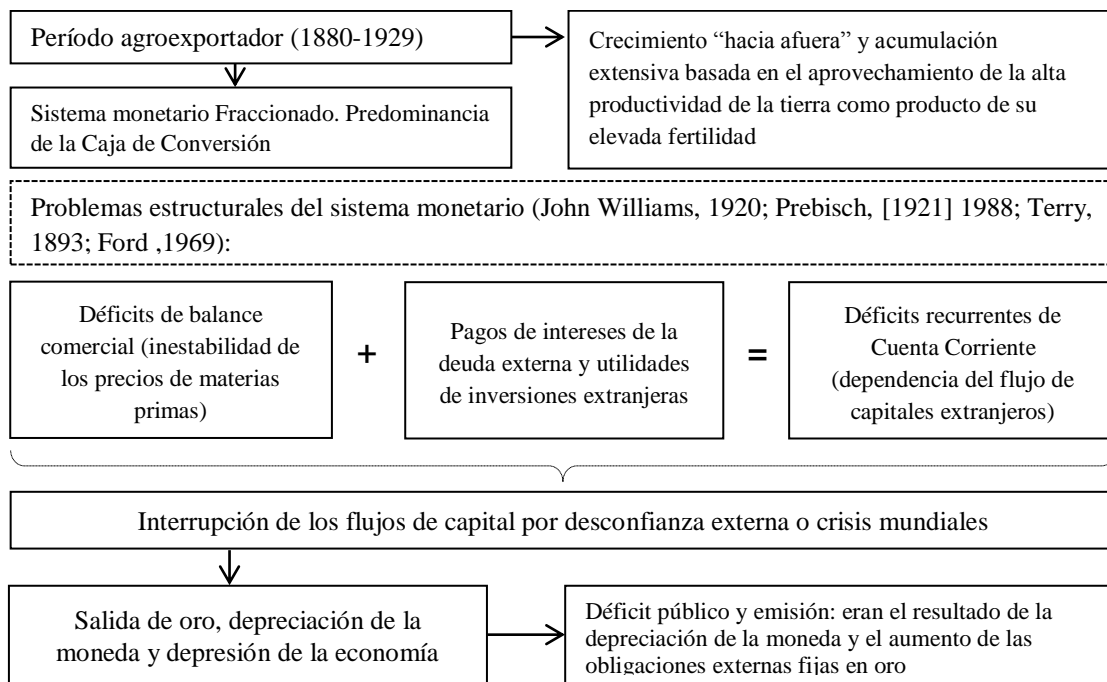 Período agroexportador (1880-1929)
Crecimiento “hacia afuera” y acumulación
extensiva basada en el aprovechamiento de la alta
productividad de la tierra como producto de su
elevada fertilidad
Sistema monetario Fraccionado. Predominancia
de la Caja de Conversión
Problemas estructurales del sistema monetario (John Williams, 1920; Prebisch, [1921] 1988; Terry,
1893; Ford ,1969):
Déficits de balance
comercial (inestabilidad de
los precios de materias
primas)
+
Pagos de intereses de la
deuda externa y utilidades
de inversiones extranjeras
=
Déficits recurrentes de
Cuenta Corriente
(dependencia del flujo de
capitales extranjeros)
Interrupción de los flujos de capital por desconfianza externa o crisis mundiales
Salida de oro, depreciación de la
moneda y depresión de la economía
Déficit público y emisión: eran el resultado de la
depreciación de la moneda y el aumento de las
obligaciones externas fijas en oro